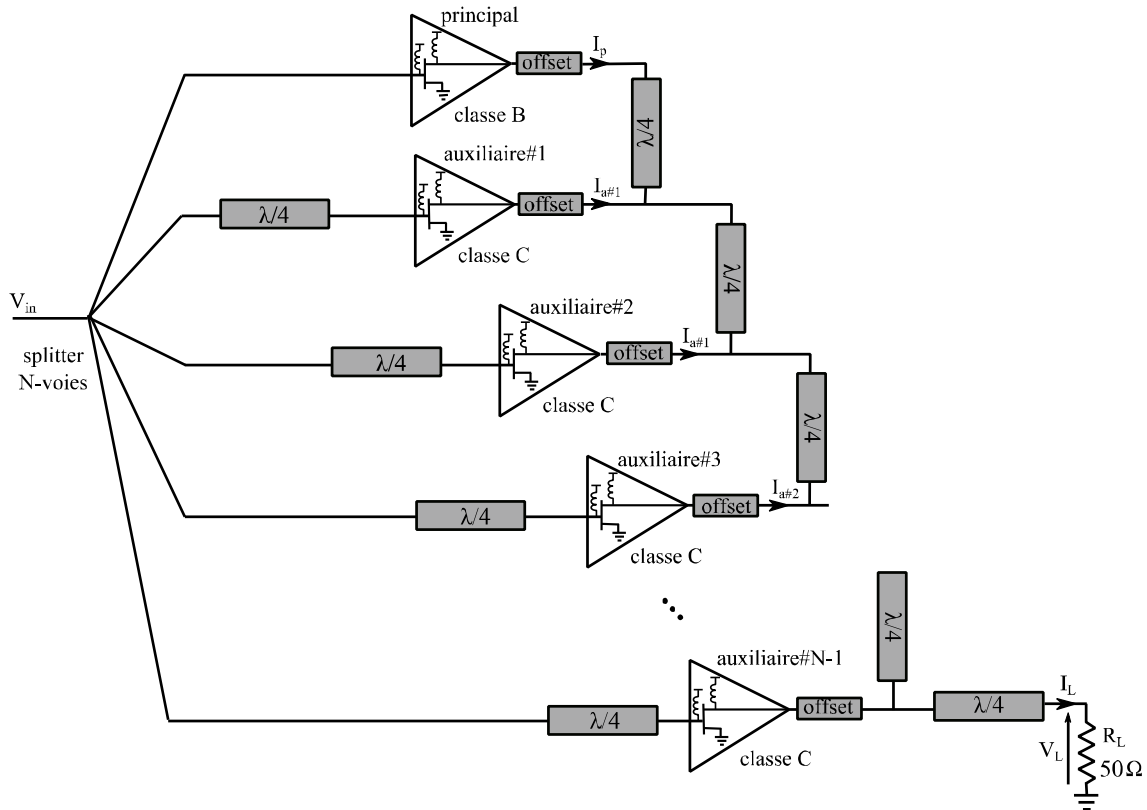 principal
offset
I_p
classe B
λ/4
auxiliaire#1
offset
I_a#1
λ/4
classe C
λ/4
V_in
splitter
N-voies
auxiliaire#2
offset
I_a#1
λ/4
classe C
λ/4
auxiliaire#3
offset
I_a#2
λ/4
classe C
λ/4
auxiliaire#N-1
offset
λ/4
I_L
λ/4
classe C
V_L
R_L
50Ω